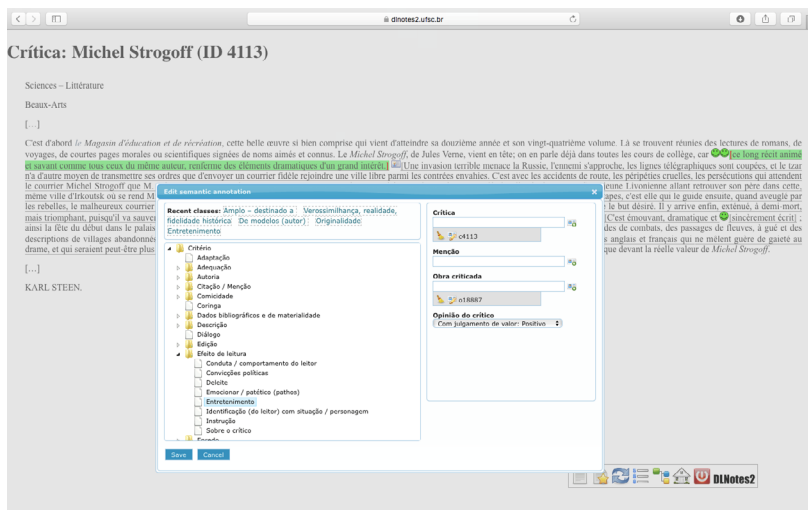 dlnotes2.ufsc.br
Crítica: Michel Strogoff (ID 4113)
Sciences – Littérature
Beaux-Arts
[…]
C'est d'abord le Magasin d'éducation et de récréation, cette belle œuvre si bien comprise qui vient d'atteindre sa douzième année et son vingt-quatrième volume. Là se trouvent réunies des lectures de romans, de
voyages, de courtes pages morales ou scientifiques signées de noms aimés et connus. Le Michel Strogoff, de Jules Verne, vient en tête; on en parle déjà dans toutes les cours de collège, car [ce long récit animé
et savant comme tous ceux du même auteur, renferme des éléments dramatiques d'un grand intérêt.] [Une invasion terrible menace la Russie, l'ennemi s'approche, les lignes télégraphiques sont coupées, et le tzar
n'a d'autre moyen de transmettre ses ordres que d'envoyer un courrier fidèle rejoindre une ville libre parmi les contrées envahies. C'est avec les accidents de route, les péripéties cruelles, les persécutions qui attendent
le courrier Michel Strogoff que M. ienne Livonienne allant retrouver son père dans cette,
même ville d'Irkoutsk où se rend M apes, c'est elle qui le guide ensuite, quand aveuglé par
les rebelles, le malheureux courrier le but désiré. Il y arrive enfin, exténué, à demi-mort,
mais triomphant, puisqu'il va sauver [C'est émouvant, dramatique et [sincèrement écrit] ;
ainsi la fête du début dans le palais des de combats, des passages de fleuves, à gué et des
descriptions de villages abandonnés s anglais et français qui ne mêlent guère de gaieté au
drame, et qui seraient peut-être plus que devant la réelle valeur de Michel Strogoff.
[…]
KARL STEEN.
Edit semantic annotation
Recent classes: Amplo - destinado a Verossimilhança, realidade,
fidelidade histórica De modelos (autor) Originalidade
Entretenimento
Critério
Adaptação
Adequação
Autoria
Citação / Menção
Comicidade
Coringa
Dados bibliográficos e de materialidade
Descrição
Diálogo
Edição
Efeito de leitura
Conduta / comportamento do leitor
Convicções políticas
Deleite
Emocionar / patético (pathos)
Entretenimento
Identificação (do leitor) com situação / personagem
Instrução
Sobre o crítico
Crítica
c4113
Menção
Obra criticada
o18887
Opinião do crítico
Com julgamento de valor: Positivo
Save Cancel
DLNotes2